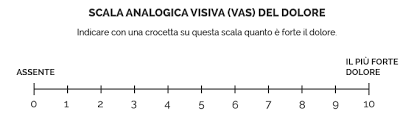 SCALA ANALOGICA VISIVA (VAS) DEL DOLORE
Indicare con una crocetta su questa scala quanto è forte il dolore.
ASSENTE
IL PIÙ FORTE
DOLORE
0 1 2 3 4 5 6 7 8 9 10